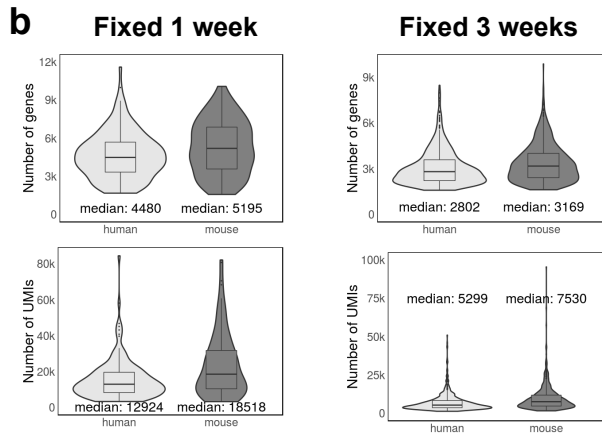 b
Fixed 1 week
Fixed 3 weeks
Number of genes
12k
9k
6k
3k
0
median: 4480
median: 5195
human
mouse
Number of genes
9k
6k
3k
0
median: 2802
median: 3169
human
mouse
Number of UMIs
80k
60k
40k
20k
0
median: 12924
median: 18518
human
mouse
Number of UMIs
100k
75k
50k
25k
0
median: 5299
median: 7530
human
mouse